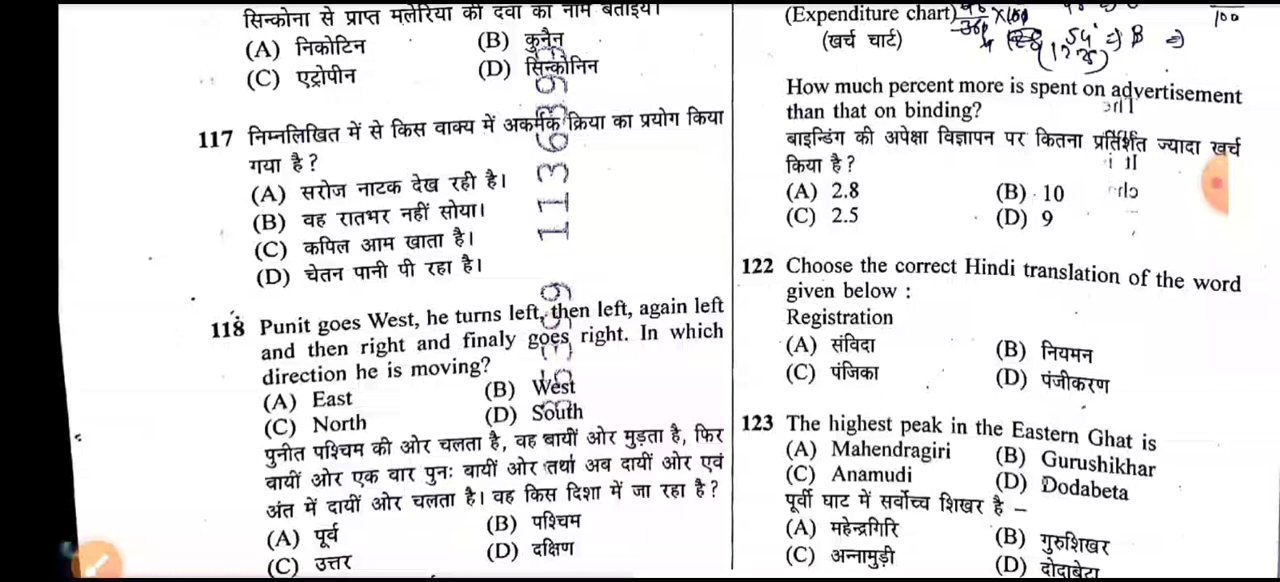 सिन्कोना से प्राप्त मलेरिया की दवा का नाम बताइये।
(A) निकोटिन (B) कुनैन
(C) एट्रोपीन (D) सिन्कोनिन
117 निम्नलिखित में से किस वाक्य में अकर्मक क्रिया का प्रयोग किया
गया है ?
(A) सरोज नाटक देख रही है।
(B) वह रातभर नहीं सोया।
(C) कपिल आम खाता है।
(D) चेतन पानी पी रहा है।
118 Punit goes West, he turns left, then left, again left
and then right and finaly goes right. In which
direction he is moving?
(A) East (B) West
(C) North (D) South
पुनीत पश्चिम की ओर चलता है, वह बायीं ओर मुड़ता है, फिर
बायीं ओर एक बार पुनः बायीं ओर तथा अब दायीं ओर एवं
अंत में दायीं ओर चलता है। वह किस दिशा में जा रहा है ?
(A) पूर्व (B) पश्चिम
(C) उत्तर (D) दक्षिण
(Expenditure chart)
(खर्च चार्ट)
How much percent more is spent on advertisement
than that on binding?
बाइन्डिंग की अपेक्षा विज्ञापन पर कितना प्रतिशत ज्यादा खर्च
किया है ?
(A) 2.8 (B) 10
(C) 2.5 (D) 9
122 Choose the correct Hindi translation of the word
given below :
Registration
(A) संविदा (B) नियमन
(C) पंजिका (D) पंजीकरण
123 The highest peak in the Eastern Ghat is
(A) Mahendragiri (B) Gurushikhar
(C) Anamudi (D) Dodabeta
पूर्वी घाट में सर्वोच्च शिखर है –
(A) महेन्द्रगिरि (B) गुरुशिखर
(C) अन्नामुड़ी (D) दोदाबेटा